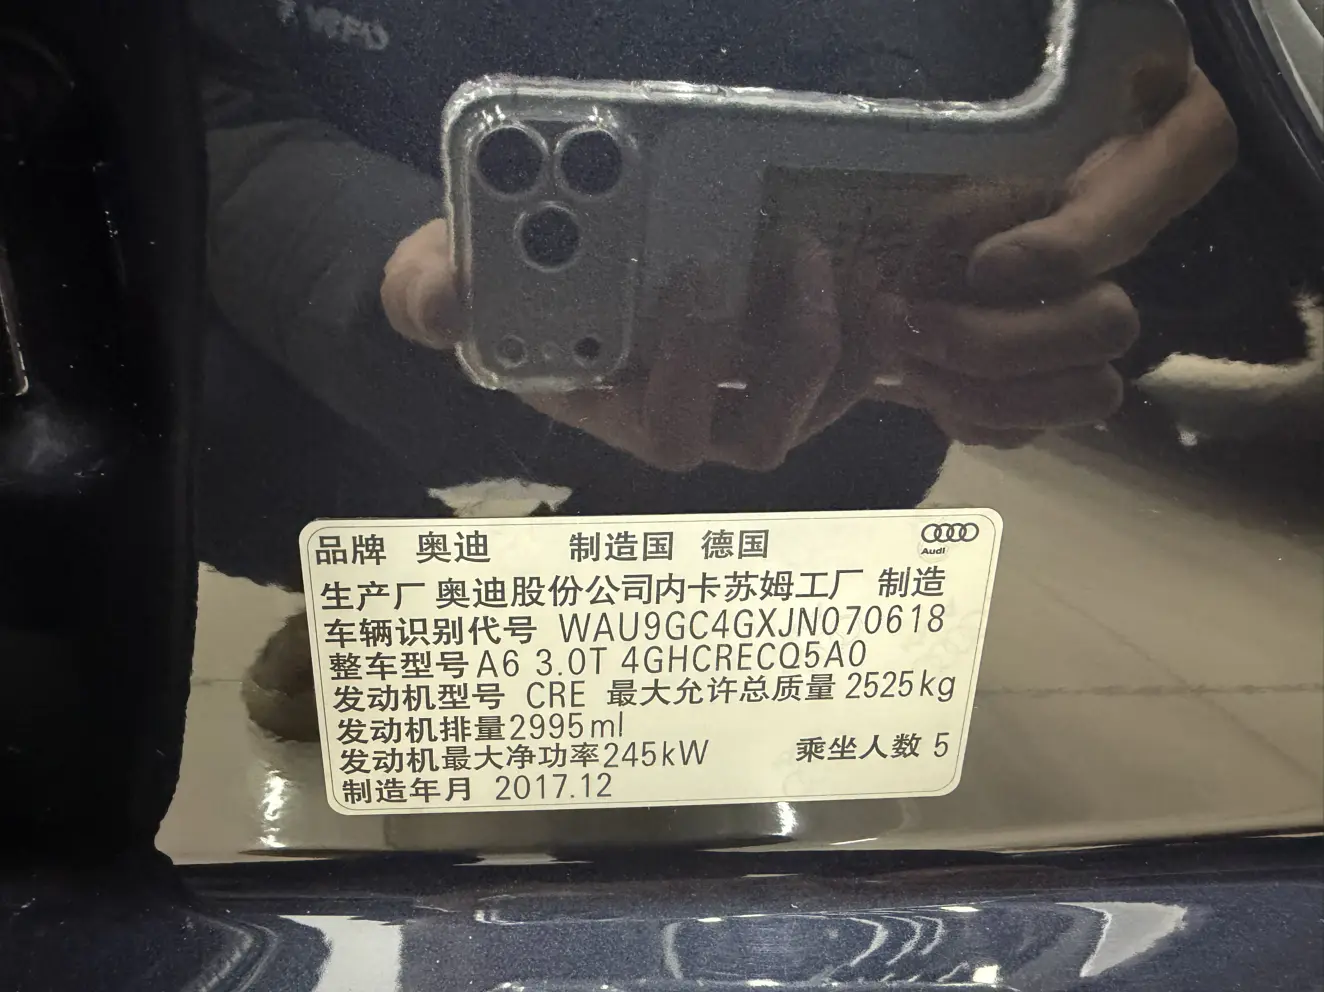 品牌 奥迪 制造国 德国
Audi
生产厂 奥迪股份公司内卡苏姆工厂 制造
车辆识别代号 WAU9GC4GXJN070618
整车型号 A6 3.0T 4GHCRECQ5A0
发动机型号 CRE 最大允许总质量 2525kg
发动机排量 2995ml
发动机最大净功率 245kW 乘坐人数 5
制造年月 2017.12